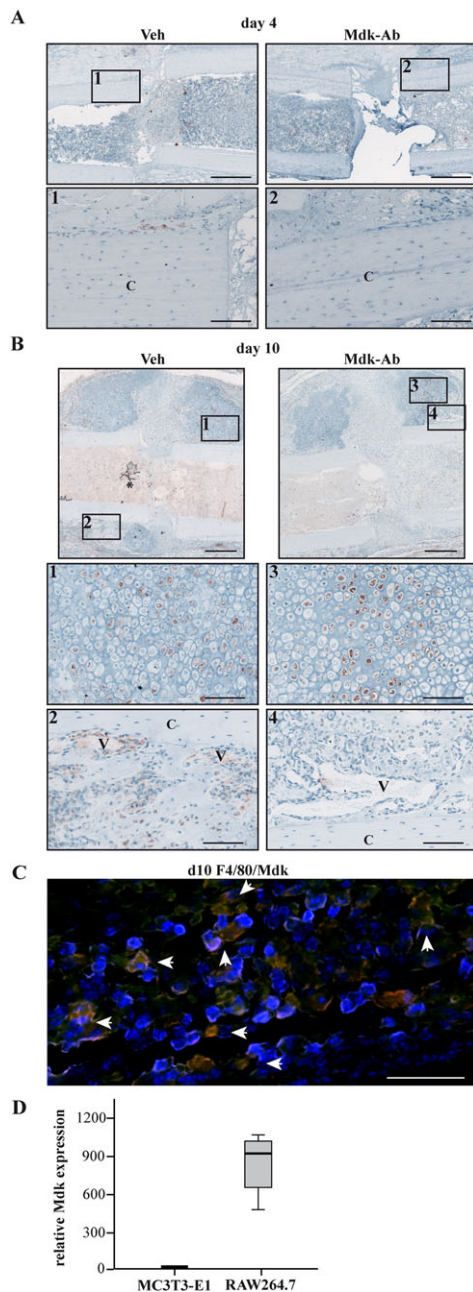 A
day 4
Veh Mdk-Ab
1 2
1 2
C C
B
day 10
Veh Mdk-Ab
1 3
4
2
*
1 3
2 4
C
V V V
C
C
d10 F4/80/Mdk
D
relative Mdk expression
1200
900
600
300
0
MC3T3-E1 RAW264.7